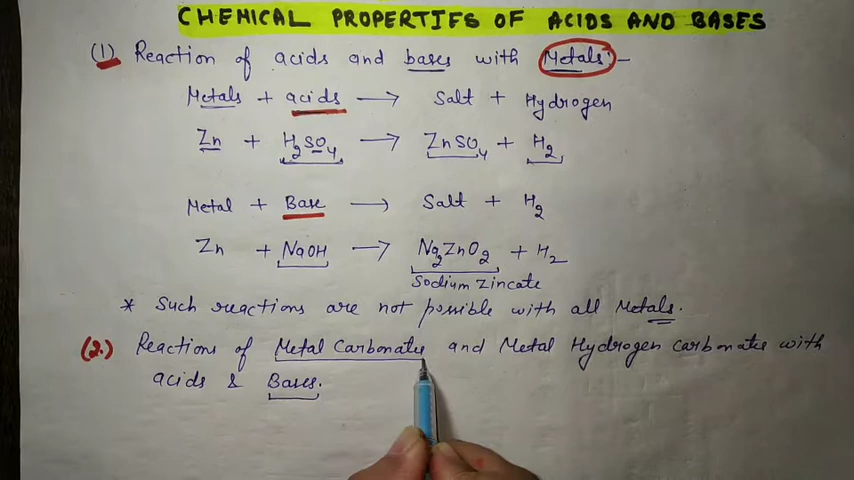 CHEMICAL PROPERTIES OF ACIDS AND BASES
(1) Reaction of acids and bases with Metals:-
Metals + acids → Salt + Hydrogen
Zn + H₂SO₄ → ZnSO₄ + H₂
Metal + Base → Salt + H₂
Zn + NaOH → Na₂ZnO₂ + H₂
Sodium zincate
* Such reactions are not possible with all Metals.
(2.) Reactions of Metal Carbonate and Metal Hydrogen carbonate with
acids & Bases.